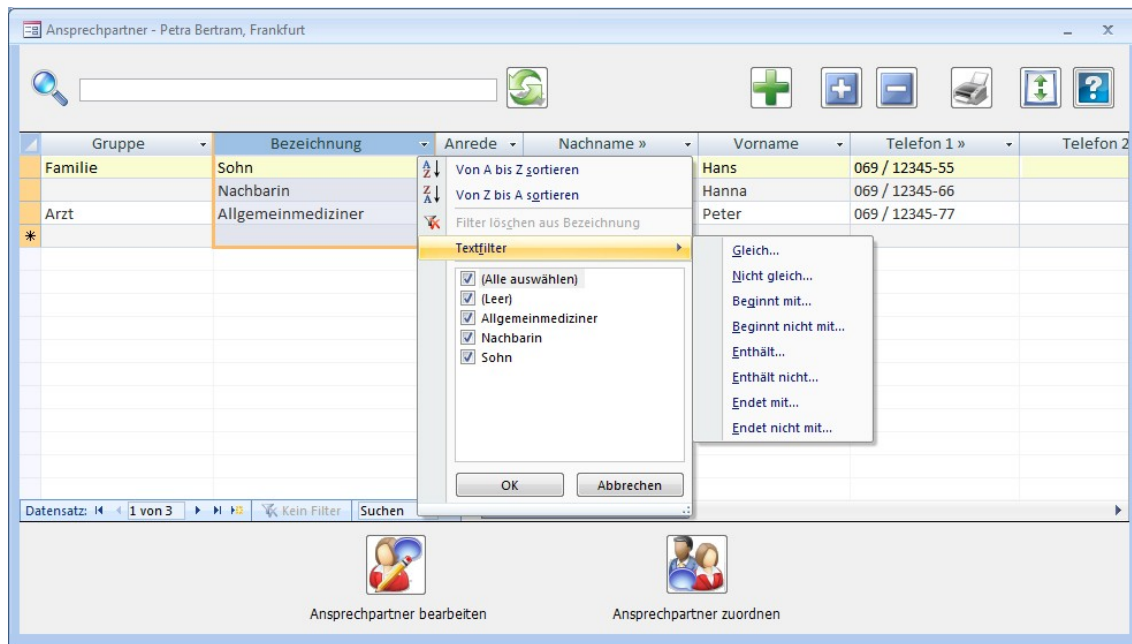 Ansprechpartner - Petra Bertram, Frankfurt
Gruppe Bezeichnung Anrede Nachname » Vorname Telefon 1 » Telefon 2
Familie Sohn Hans 069 / 12345-55
Nachbarin Hanna 069 / 12345-66
Arzt Allgemeinmediziner Peter 069 / 12345-77
Von A bis Z sortieren
Von Z bis A sortieren
Filter löschen aus Bezeichnung
Textfilter
(Alle auswählen)
(Leer)
Allgemeinmediziner
Nachbarin
Sohn
OK Abbrechen
Gleich...
Nicht gleich...
Beginnt mit...
Beginnt nicht mit...
Enthält...
Enthält nicht...
Endet mit...
Endet nicht mit...
Datensatz: 1 von 3 Kein Filter Suchen
Ansprechpartner bearbeiten Ansprechpartner zuordnen